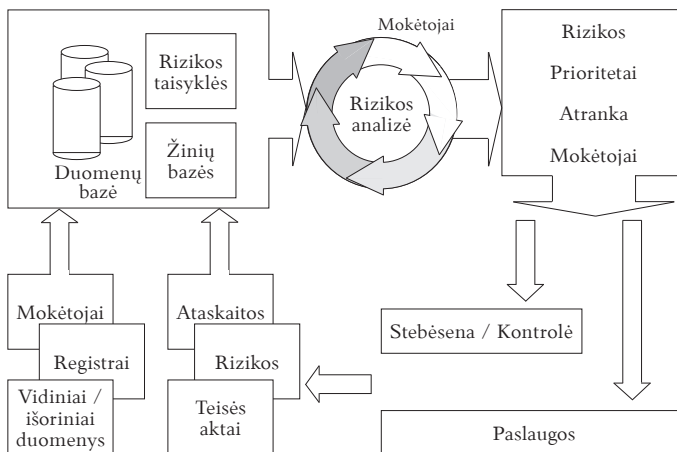 Rizikos
taisyklės
Žinių
bazės
Duomenų
bazė
Mokėtojai
Rizikos
analizė
Rizikos
Prioritetai
Atranka
Mokėtojai
Mokėtojai
Registrai
Vidiniai /
išoriniai
duomenys
Ataskaitos
Rizikos
Teisės
aktai
Stebėsena / Kontrolė
Paslaugos